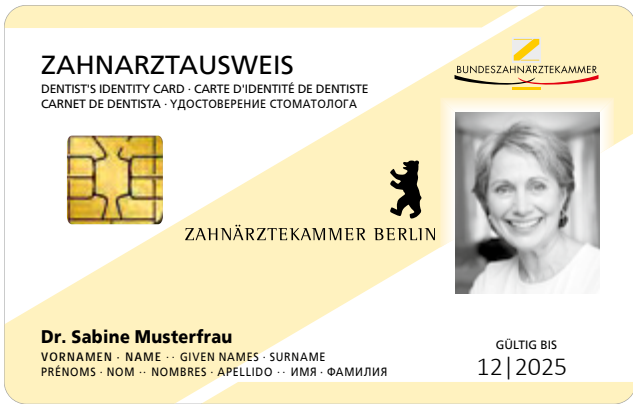 ZAHNARZTAUSWEIS
DENTIST'S IDENTITY CARD · CARTE D'IDENTITÉ DE DENTISTE
CARNET DE DENTISTA · УДОСТОВЕРЕНИЕ СТОМАТОЛОГА
BUNDESZAHNÄRZTEKAMMER
ZAHNÄRZTEKAMMER BERLIN
Dr. Sabine Musterfrau
VORNAMEN · NAME ·· GIVEN NAMES · SURNAME
PRÉNOMS · NOM ·· NOMBRES · APELLIDO ·· ИМЯ · ФАМИЛИЯ
GÜLTIG BIS
12|2025